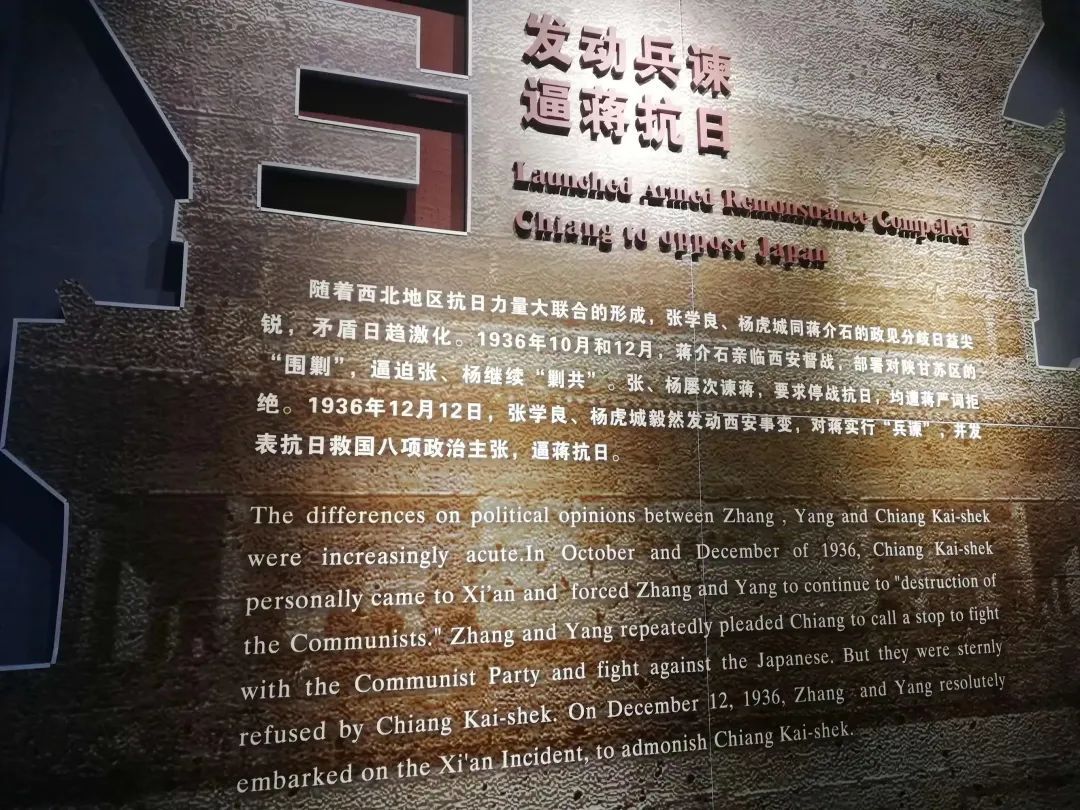 发动兵谏
逼蒋抗日
Launched Armed Remonstrance Compelled
Chiang to oppose Japan
随着西北地区抗日力量大联合的形成，张学良、杨虎城同蒋介石的政见分歧日益尖
锐，矛盾日趋激化。1936年10月和12月，蒋介石亲临西安督战，部署对陕甘苏区的
“围剿”，逼迫张、杨继续“剿共”。张、杨屡次谏蒋，要求停战抗日，均遭蒋严词拒
绝。1936年12月12日，张学良、杨虎城毅然发动西安事变，对蒋实行“兵谏”，并发
表抗日救国八项政治主张，逼蒋抗日。
The differences on political opinions between Zhang , Yang and Chiang Kai-shek
were increasingly acute.In October and December of 1936, Chiang Kai-shek
personally came to Xi'an and forced Zhang and Yang to continue to "destruction of
the Communists." Zhang and Yang repeatedly pleaded Chiang to call a stop to fight
with the Communist Party and fight against the Japanese. But they were sternly
refused by Chiang Kai-shek. On December 12, 1936, Zhang and Yang resolutely
embarked on the Xi'an Incident, to admonish Chiang Kai-shek.